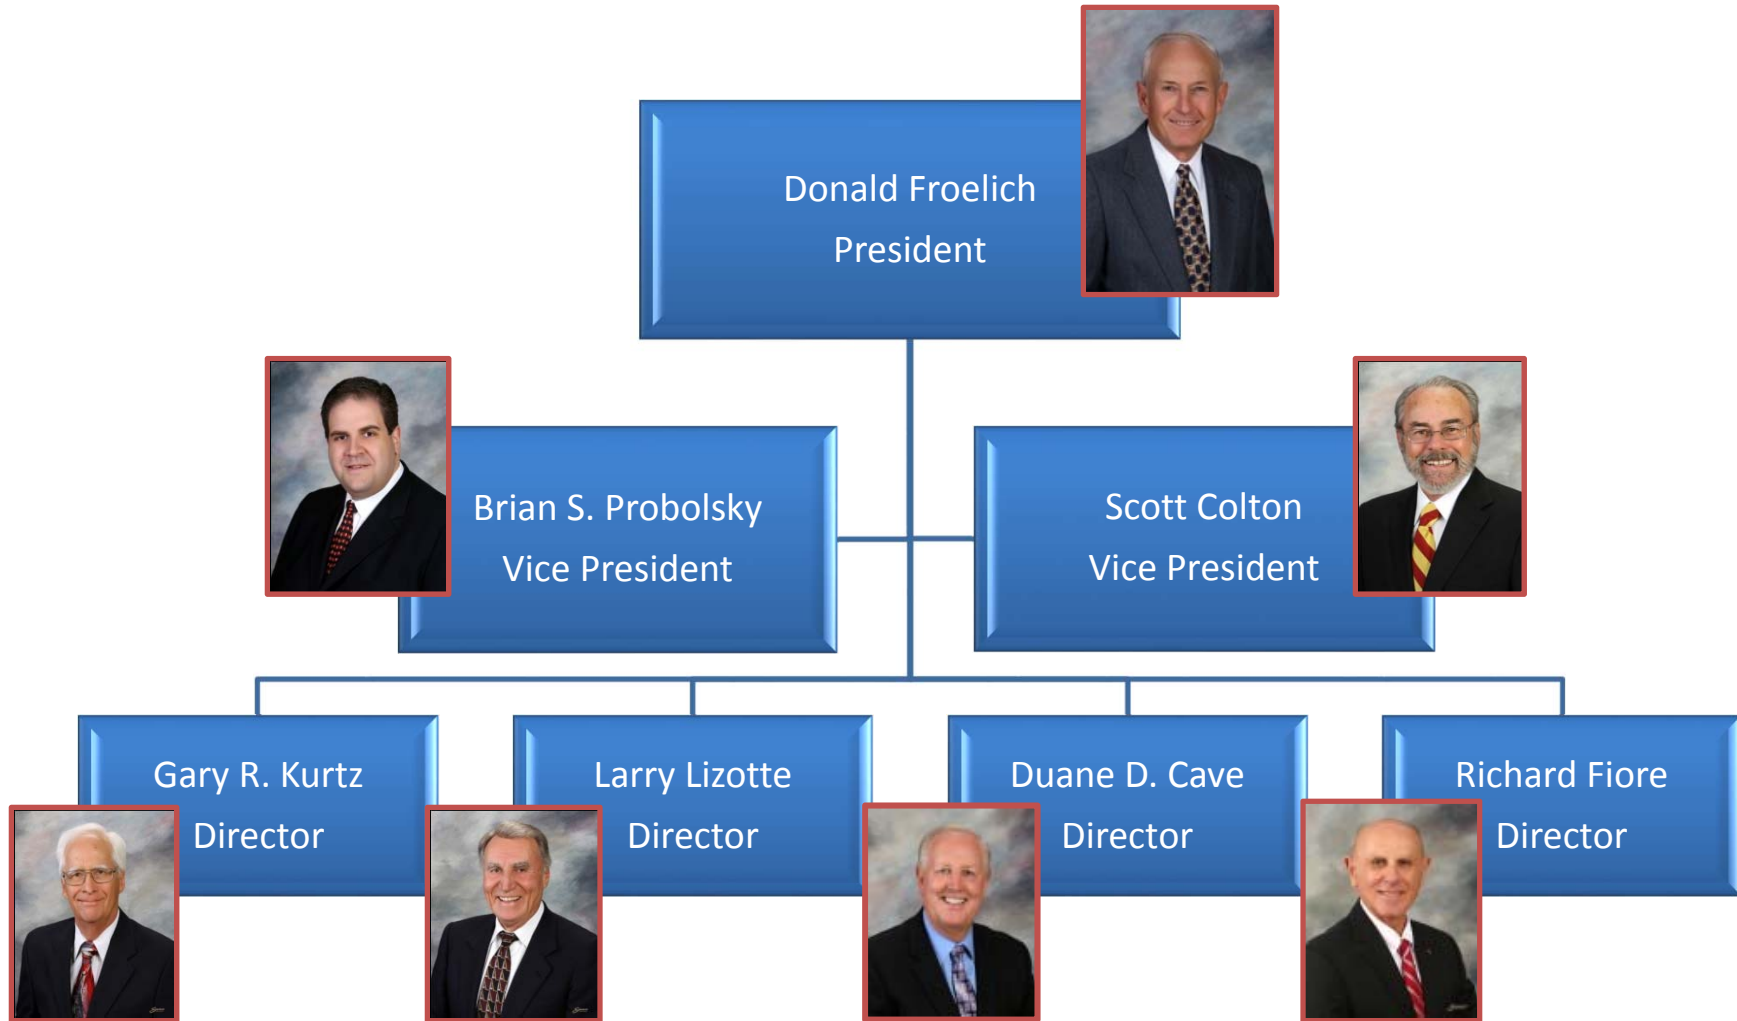 Donald Froelich
President
Brian S. Probolsky
Vice President
Scott Colton
Vice President
Gary R. Kurtz
Director
Larry Lizotte
Director
Duane D. Cave
Director
Richard Fiore
Director